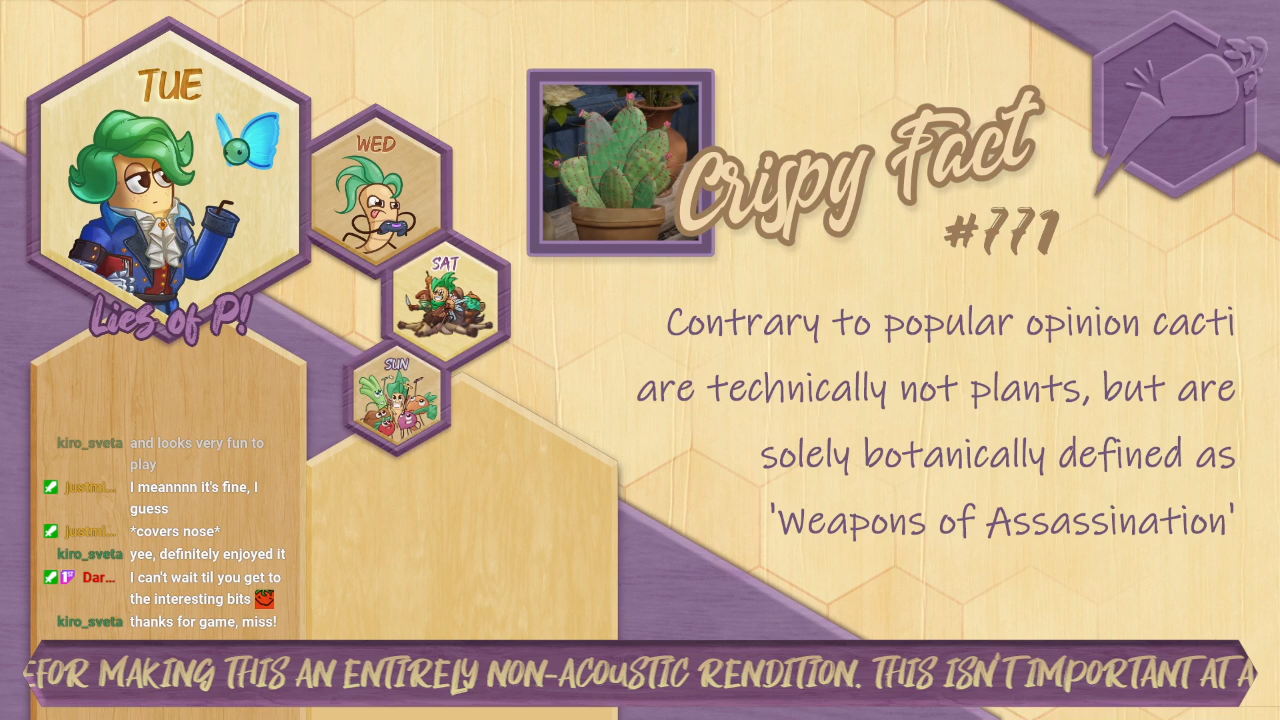 TUE
WED
SAT
SUN
Lies of P!
Crispy Fact
#771
Contrary to popular opinion cacti
are technically not plants, but are
solely botanically defined as
'Weapons of Assassination'
kiro_sveta and looks very fun to
play
justmi... I meannnn it's fine, I
guess
justmi... *covers nose*
kiro_sveta yee, definitely enjoyed it
Dar... I can't wait til you get to
the interesting bits
kiro_sveta thanks for game, miss!
FOR MAKING THIS AN ENTIRELY NON-ACOUSTIC RENDITION. THIS ISN'T IMPORTANT AT A